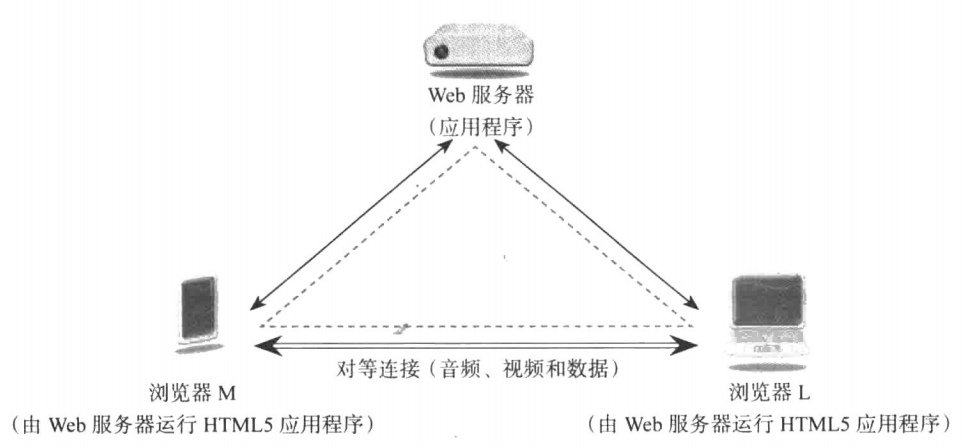 Web 服务器
(应用程序)
对等连接(音频、视频和数据)
浏览器 M
(由 Web 服务器运行 HTML5 应用程序)
浏览器 L
(由 Web 服务器运行 HTML5 应用程序)